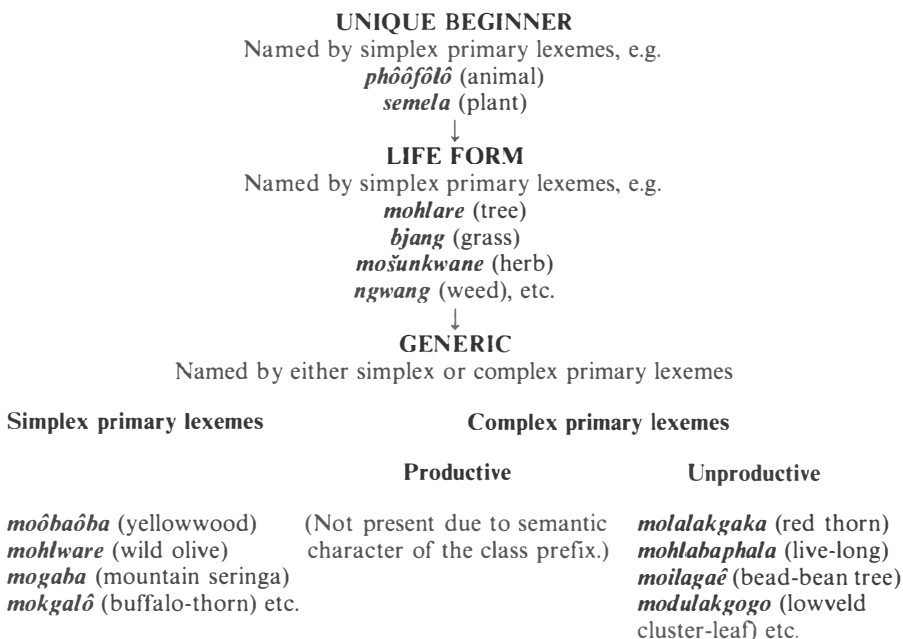 UNIQUE BEGINNER
Named by simplex primary lexemes, e.g.
phôôfôlô (animal)
semela (plant)
↓
LIFE FORM
Named by simplex primary lexemes, e.g.
mohlare (tree)
bjang (grass)
mošunkwane (herb)
ngwang (weed), etc.
↓
GENERIC
Named by either simplex or complex primary lexemes
Simplex primary lexemes
Complex primary lexemes
Productive
Unproductive
moôbaôba (yellowwood)
mohlware (wild olive)
mogaba (mountain seringa)
mokgalô (buffalo-thorn) etc.
(Not present due to semantic
character of the class prefix.)
molalakgaka (red thorn)
mohlabaphala (live-long)
moilagaê (bead-bean tree)
modulakgogo (lowveld
cluster-leaf) etc.